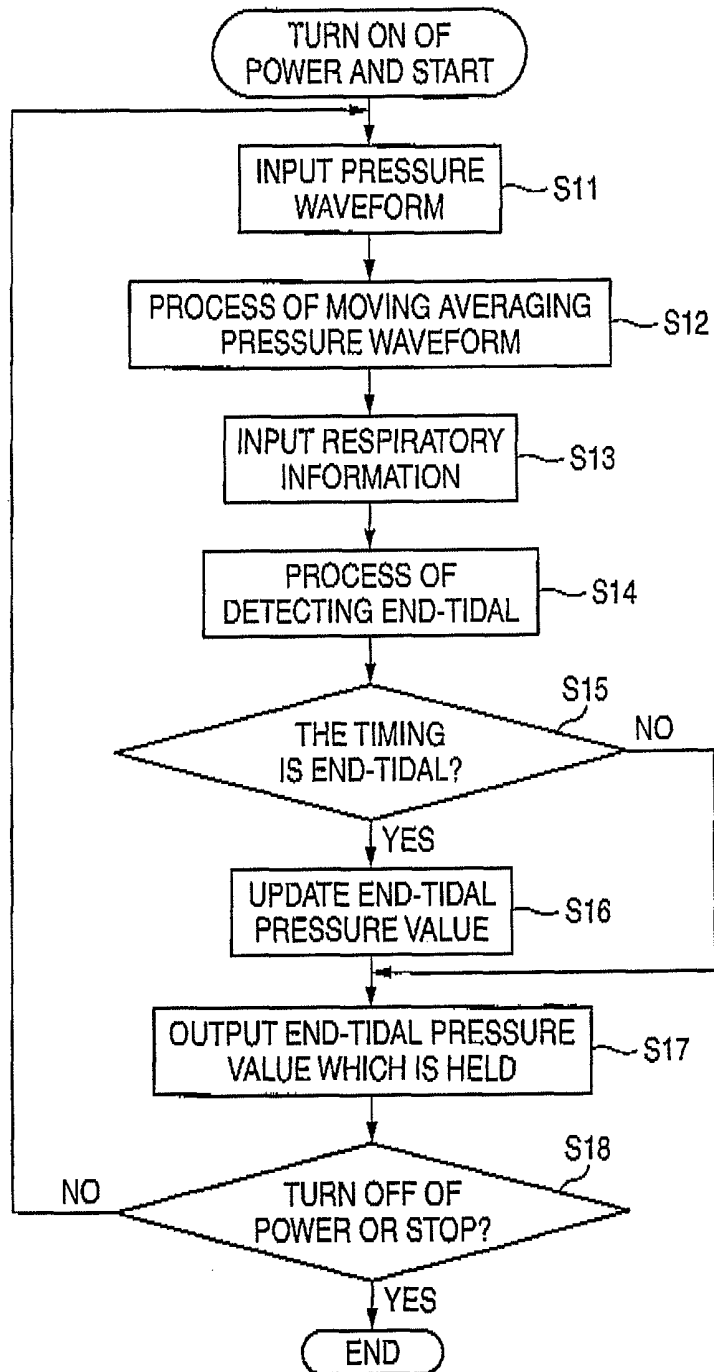 TURN ON OF
POWER AND START
INPUT PRESSURE
WAVEFORM
S11
PROCESS OF MOVING AVERAGING
PRESSURE WAVEFORM
S12
INPUT RESPIRATORY
INFORMATION
S13
PROCESS OF
DETECTING END-TIDAL
S14
S15
THE TIMING
IS END-TIDAL?
NO
YES
UPDATE END-TIDAL
PRESSURE VALUE
S16
OUTPUT END-TIDAL PRESSURE
VALUE WHICH IS HELD
S17
S18
NO
TURN OFF OF
POWER OR STOP?
YES
END